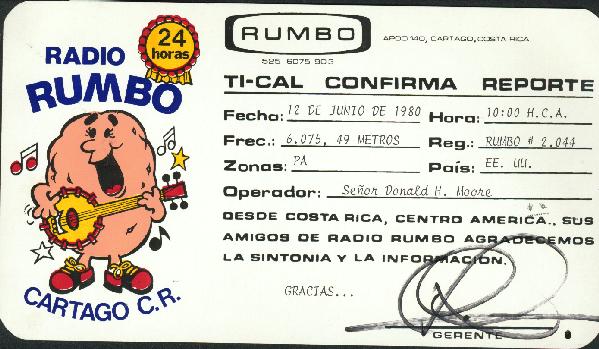 RADIO
RUMBO
24
horas
CARTAGO C.R.
RUMBO
APDO 140, CARTAGO, COSTA RICA
525 6075 903
TI-CAL CONFIRMA REPORTE
Fecha: 12 DE JUNIO DE 1980 Hora: 10:00 H.C.A.
Frec.: 6.075, 49 METROS Reg.: RUMBO # 2.044
Zonas: PA País: EE. UU.
Operador: Señor Donald H. Moore
DESDE COSTA RICA, CENTRO AMERICA., SUS
AMIGOS DE RADIO RUMBO AGRADECEMOS
LA SINTONIA Y LA INFORMACION.
GRACIAS...
GERENTE